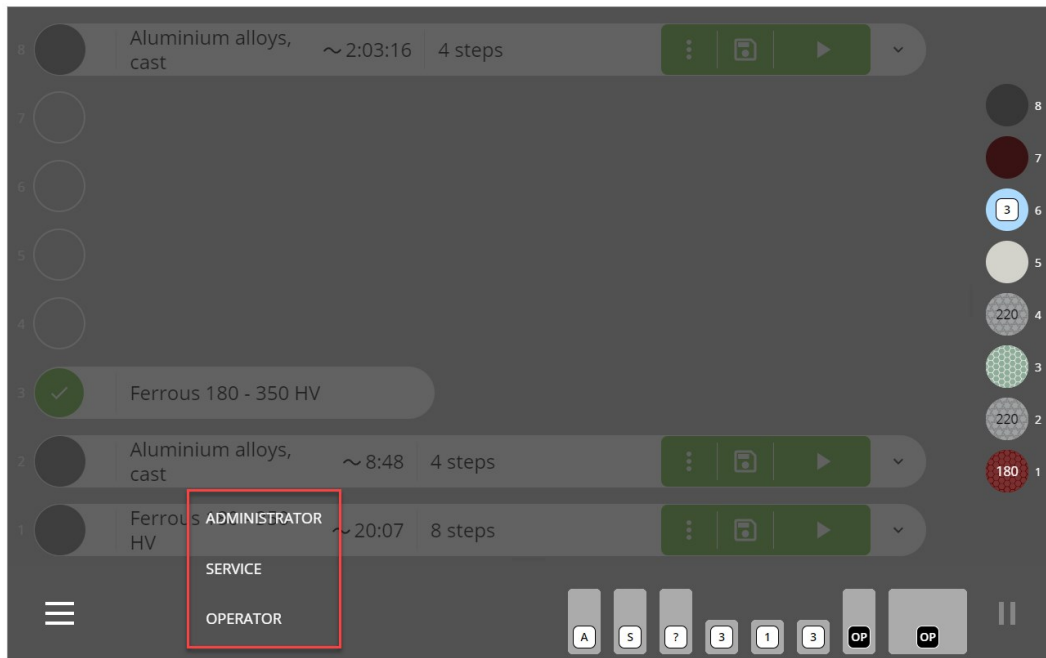 8
Aluminium alloys,
cast
~ 2:03:16
4 steps
7
6
5
4
3
Ferrous 180 - 350 HV
2
Aluminium alloys,
cast
~ 8:48
4 steps
1
Ferrous
HV
~ 20:07
8 steps
ADMINISTRATOR
SERVICE
OPERATOR
8
7
3 6
5
220 4
3
220 2
180 1
A S ? 3 1 3 OP OP